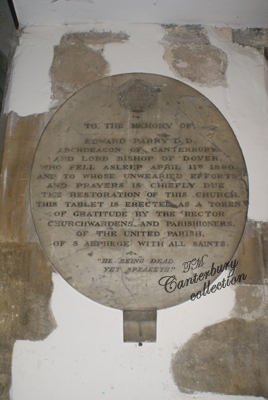 TO THE MEMORY OF
EDWARD PARRY D.D.
ARCHDEACON OF CANTERBURY
AND LORD BISHOP OF DOVER,
WHO FELL ASLEEP APRIL 11TH 1890,
AND TO WHOSE UNWEARIED EFFORTS
AND PRAYERS IS CHIEFLY DUE
THE RESTORATION OF THIS CHURCH
THIS TABLET IS ERECTED AS A TOKEN
OF GRATITUDE BY THE RECTOR
CHURCHWARDENS AND PARISHIONERS,
OF THE UNITED PARISH,
OF S ALPHEGE WITH ALL SAINTS.
"HE BEING DEAD,
YET SPEAKETH"
TM
Canterbury
collection